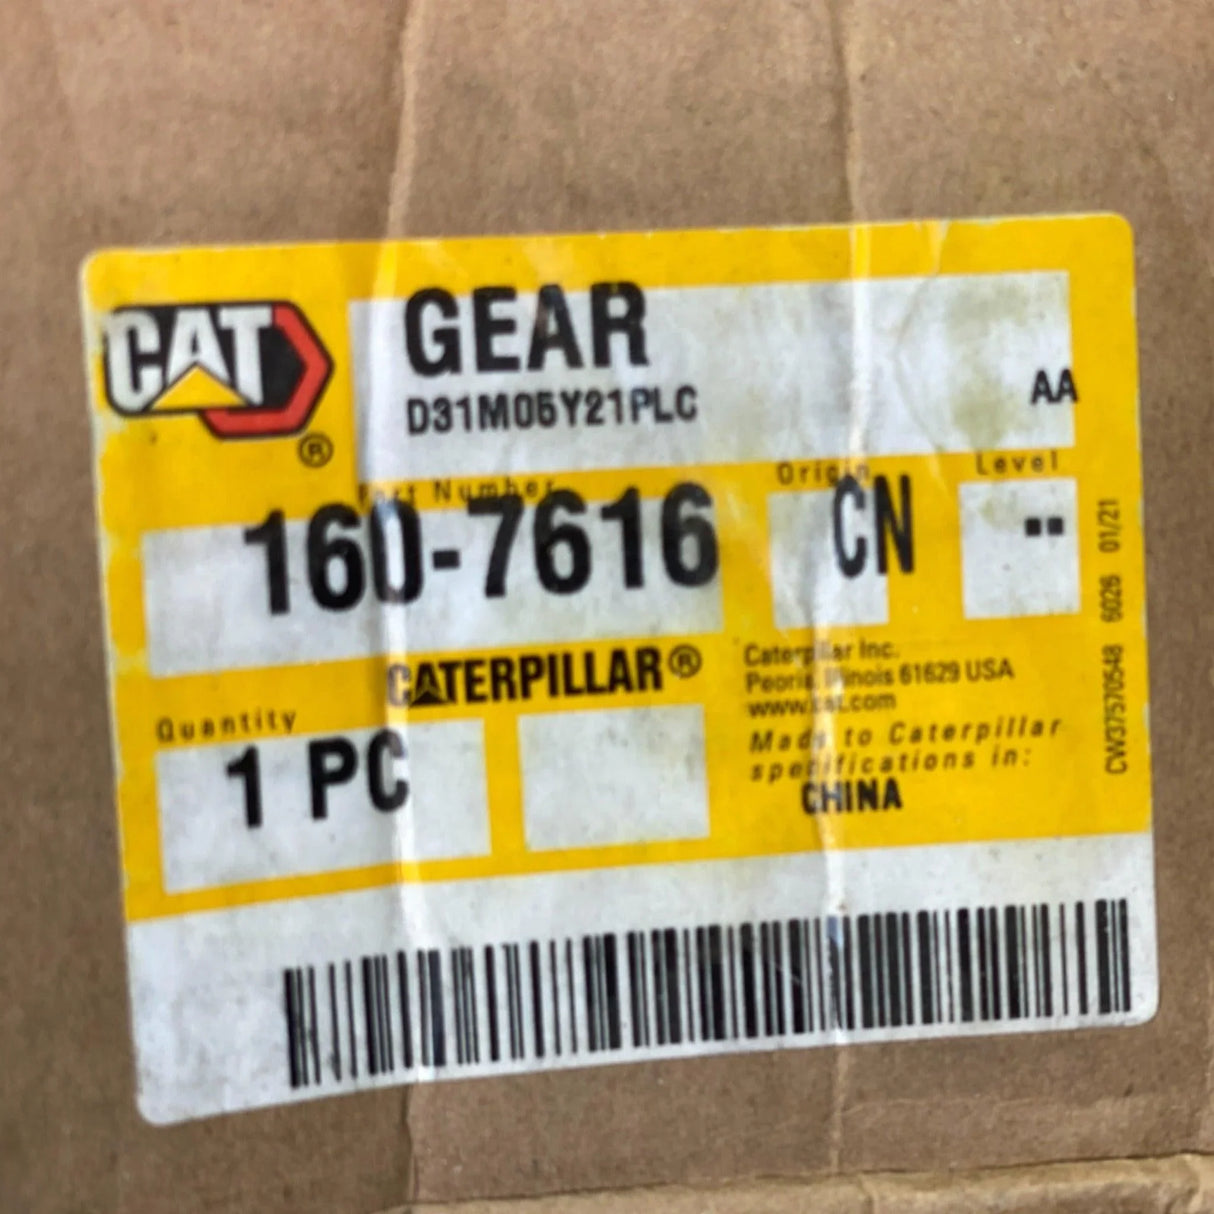 CAT
®
GEAR
D31M05Y21PLC
AA
Part Number
Origin
Level
160-7616
CN
--
CATERPILLAR®
Caterpillar Inc.
Peoria Illinois 61629 USA
www.cat.com
Made to Caterpillar
specifications in:
CHINA
Quantity
1 PC
CW37570548 6026 01/21